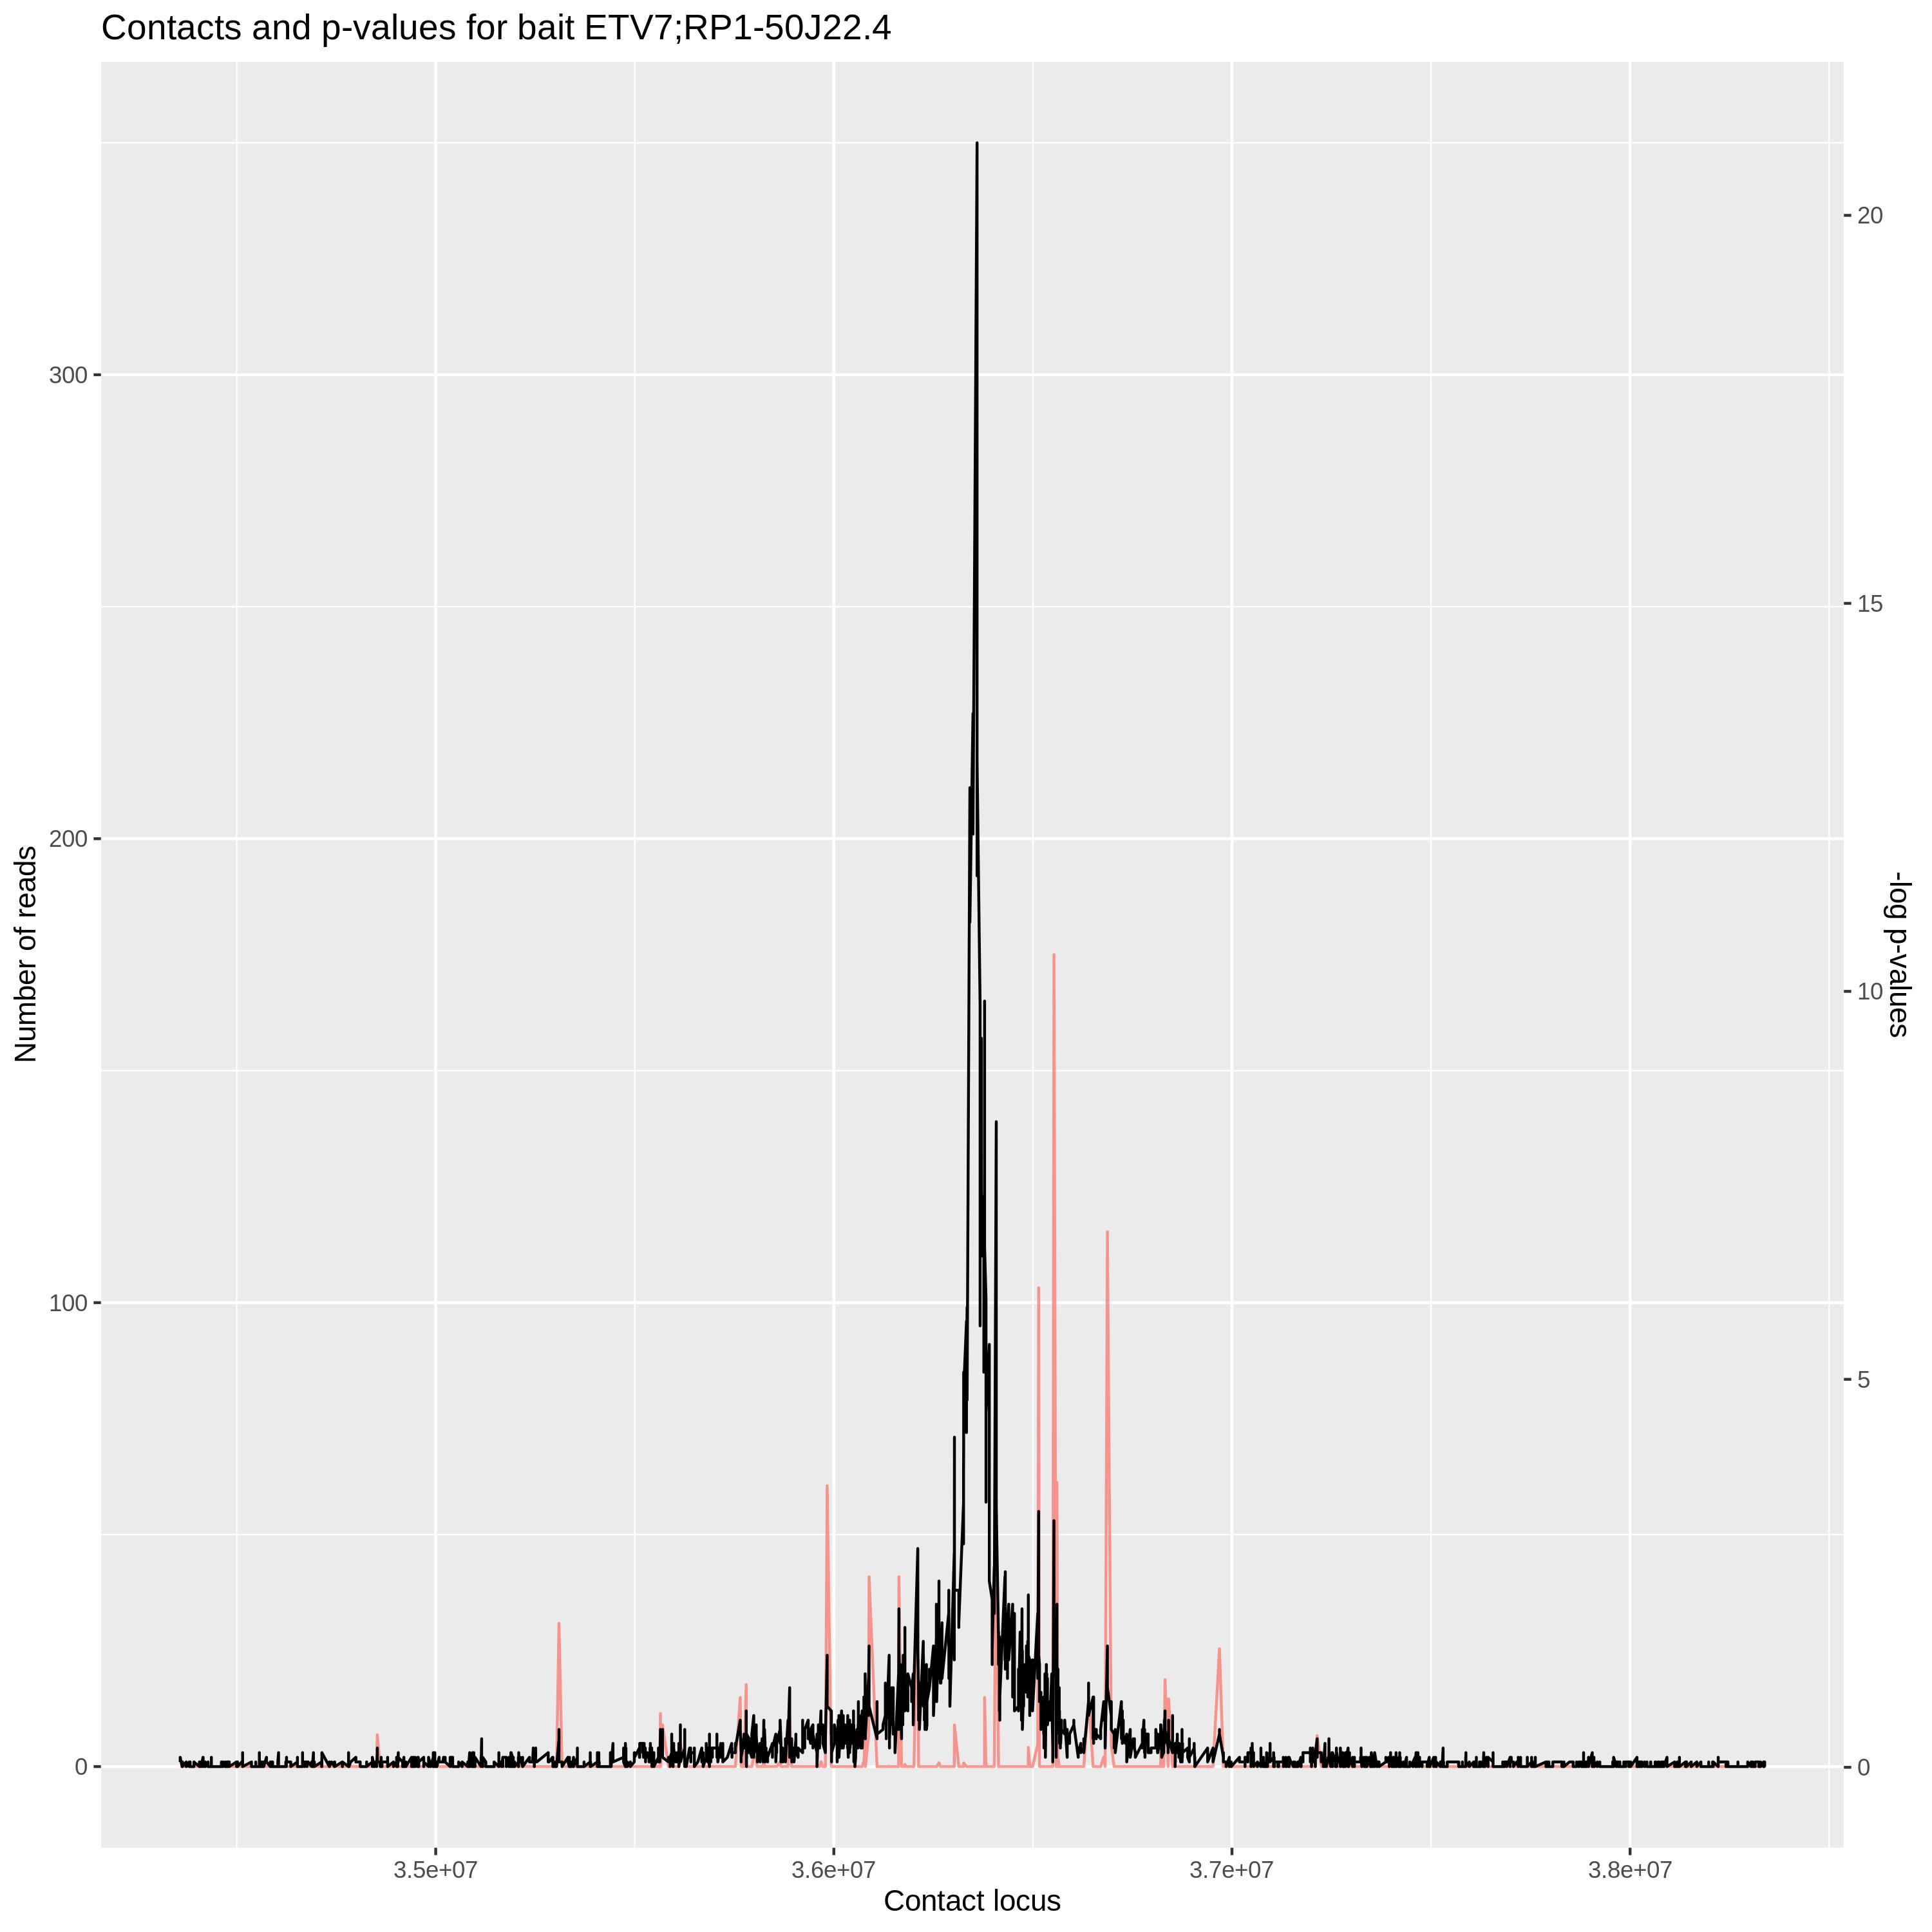 Contacts and p-values for bait ETV7;RP1-50J22.4
Number of reads
300
200
100
0
20
15
10
5
0
-log p-values
3.5e+07 3.6e+07 3.7e+07 3.8e+07
Contact locus